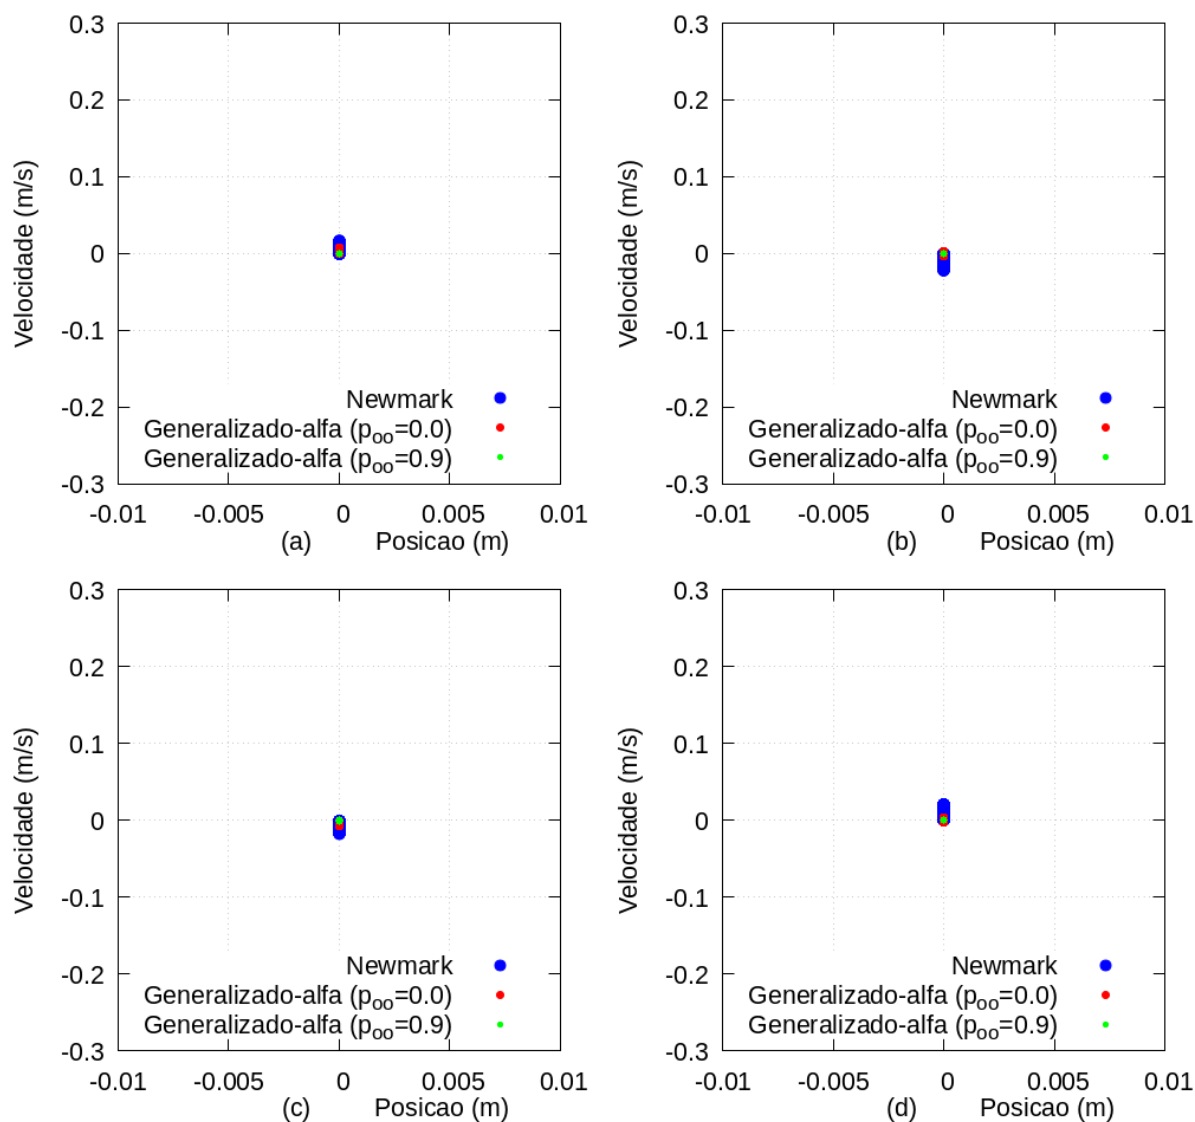 0.3
0.2
0.1
0
-0.1
-0.2
-0.3
Velocidade (m/s)
Newmark
Generalizado-alfa (poo=0.0)
Generalizado-alfa (poo=0.9)
-0.01 -0.005 0 0.005 0.01
(a) Posicao (m)
0.3
0.2
0.1
0
-0.1
-0.2
-0.3
Velocidade (m/s)
Newmark
Generalizado-alfa (poo=0.0)
Generalizado-alfa (poo=0.9)
-0.01 -0.005 0 0.005 0.01
(b) Posicao (m)
0.3
0.2
0.1
0
-0.1
-0.2
-0.3
Velocidade (m/s)
Newmark
Generalizado-alfa (poo=0.0)
Generalizado-alfa (poo=0.9)
-0.01 -0.005 0 0.005 0.01
(c) Posicao (m)
0.3
0.2
0.1
0
-0.1
-0.2
-0.3
Velocidade (m/s)
Newmark
Generalizado-alfa (poo=0.0)
Generalizado-alfa (poo=0.9)
-0.01 -0.005 0 0.005 0.01
(d) Posicao (m)